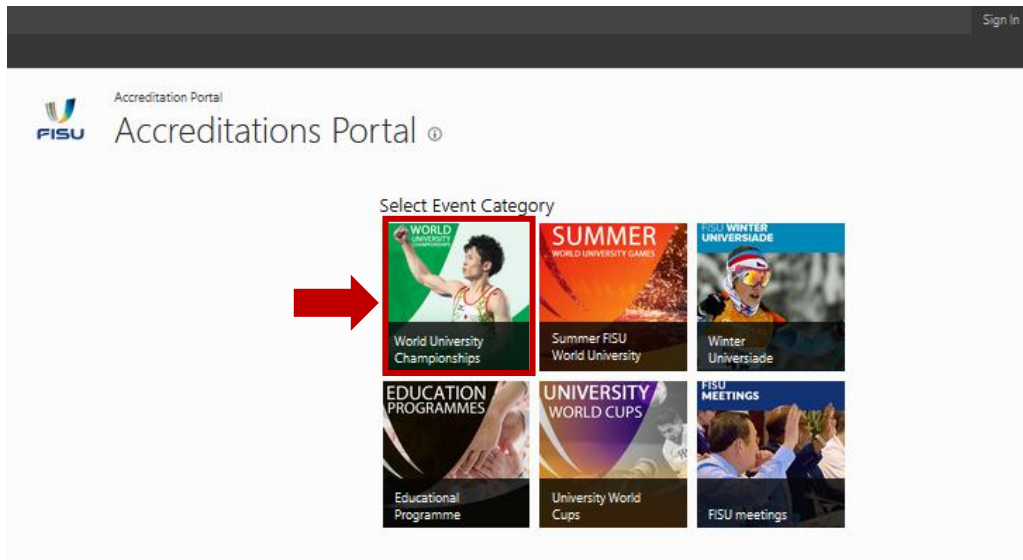 Sign In
Accreditation Portal
FISU
Accreditations Portal
Select Event Category
WORLD
UNIVERSITY
CHAMPIONSHIPS
World University
Championships
SUMMER
WORLD UNIVERSITY GAMES
Summer FISU
World University
FISU WINTER
UNIVERSIADE
Winter
Universiade
EDUCATION
PROGRAMMES
Educational
Programme
UNIVERSITY
WORLD CUPS
University World
Cups
FISU
MEETINGS
FISU meetings